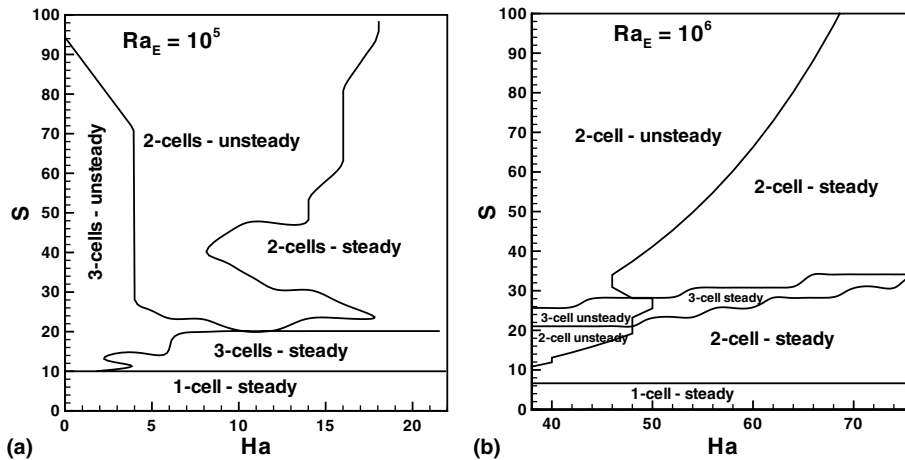 Ra_E = 10^5
100
90
80
70
60
50
40
30
20
10
0
S
3-cells - unsteady
2-cells - unsteady
2-cells - steady
3-cells - steady
1-cell - steady
0 5 10 15 20
Ha
(a)
Ra_E = 10^6
100
90
80
70
60
50
40
30
20
10
0
S
2-cell - unsteady
2-cell - steady
3-cell steady
3-cell unsteady
2-cell unsteady
2-cell - steady
1-cell - steady
40 50 60 70
Ha
(b)